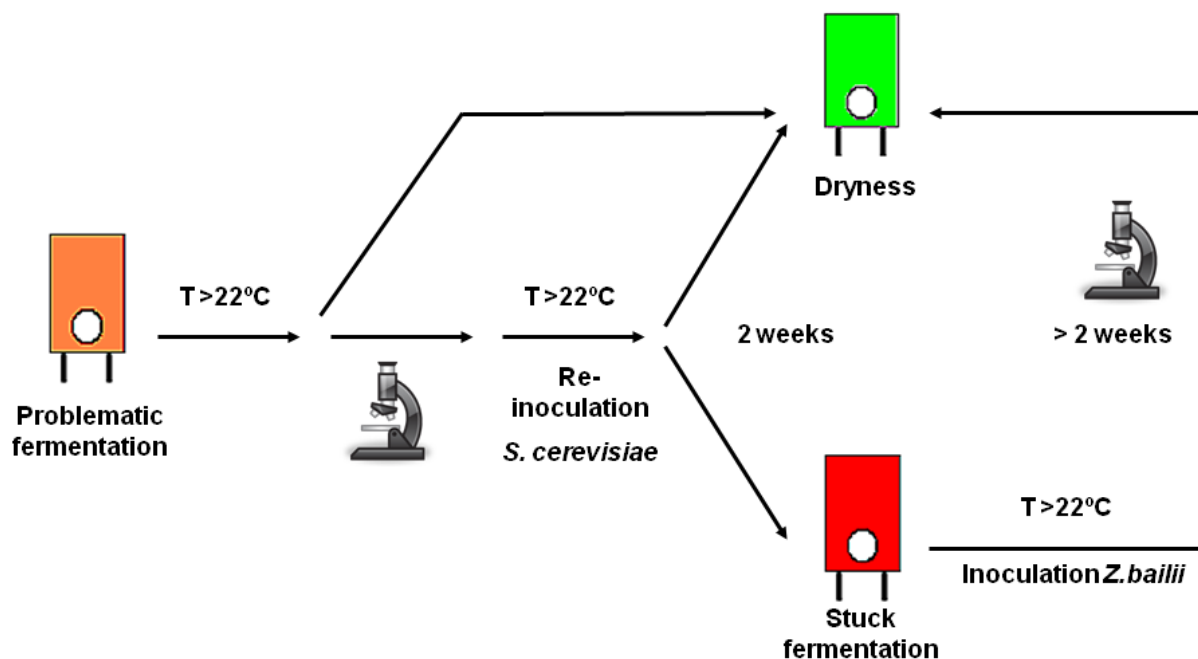 Dryness
T >22ºC
T >22ºC
2 weeks
> 2 weeks
Problematic
fermentation
Re-
inoculation
S. cerevisiae
T >22ºC
Inoculation Z.bailii
Stuck
fermentation